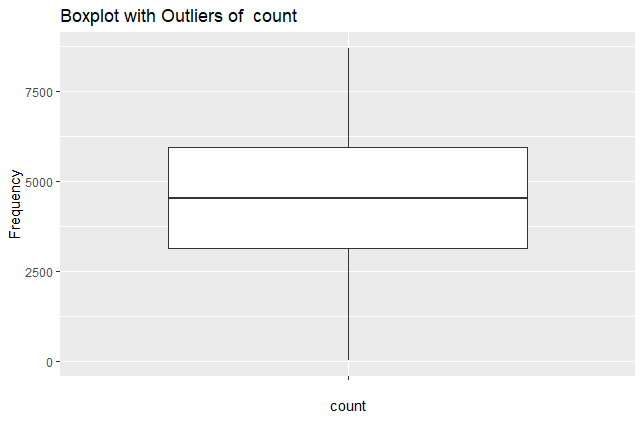 Boxplot with Outliers of  count
Frequency
7500
5000
2500
0
count